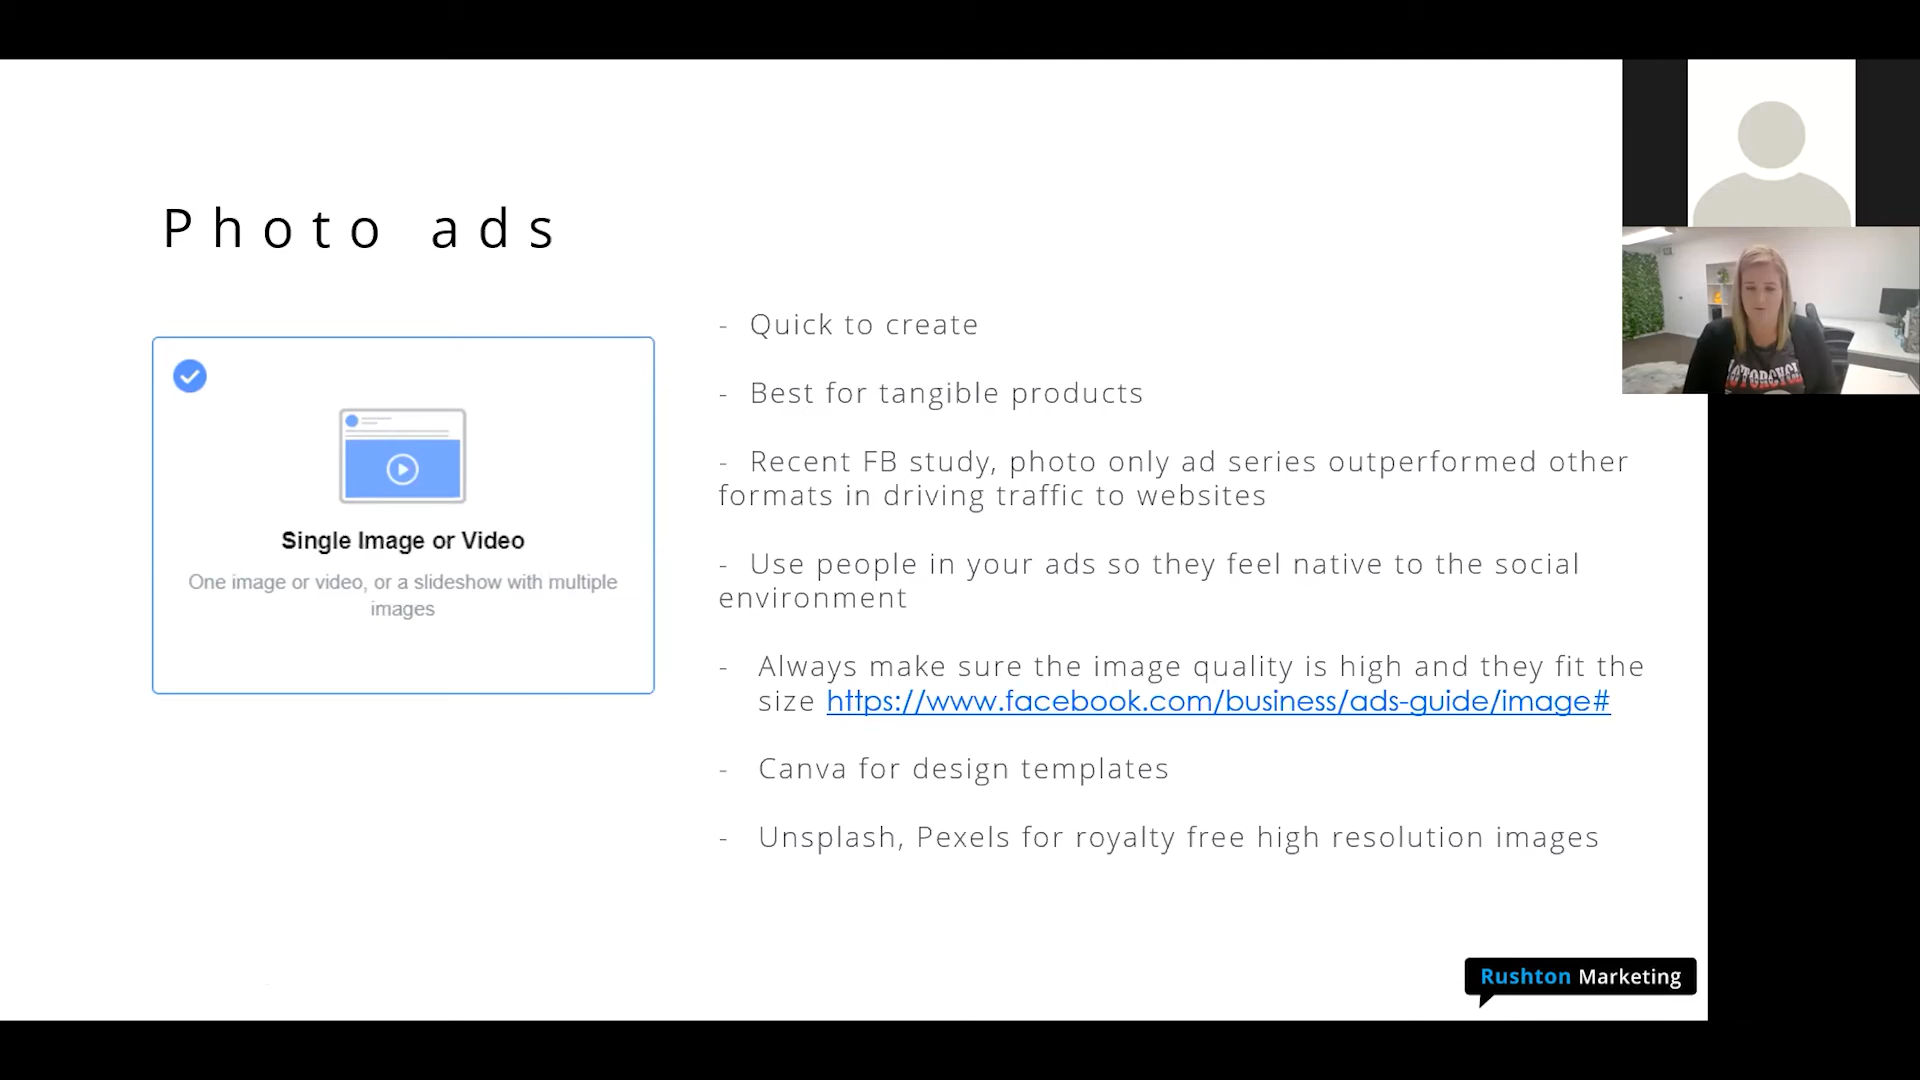 Photo ads
Single Image or Video
One image or video, or a slideshow with multiple
images
- Quick to create
- Best for tangible products
- Recent FB study, photo only ad series outperformed other
formats in driving traffic to websites
- Use people in your ads so they feel native to the social
environment
- Always make sure the image quality is high and they fit the
size https://www.facebook.com/business/ads-guide/image#
- Canva for design templates
- Unsplash, Pexels for royalty free high resolution images
Rushton Marketing